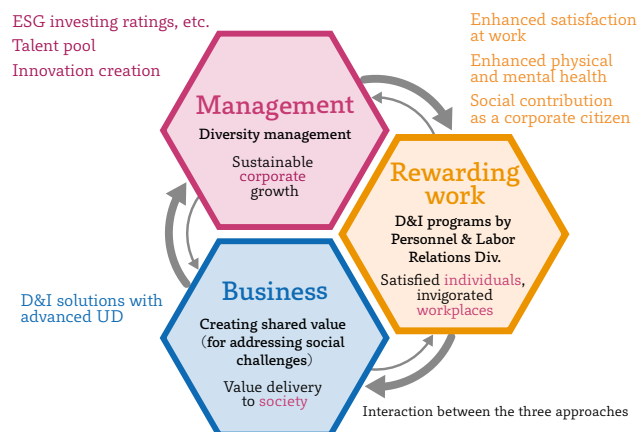 ESG investing ratings, etc.
Talent pool
Innovation creation
Enhanced satisfaction
at work
Enhanced physical
and mental health
Social contribution
as a corporate citizen
Management
Diversity management
Sustainable
corporate
growth
Rewarding
work
D&I programs by
Personnel & Labor
Relations Div.
Satisfied individuals,
invigorated
workplaces
D&I solutions with
advanced UD
Business
Creating shared value
(for addressing social
challenges)
Value delivery
to society
Interaction between the three approaches